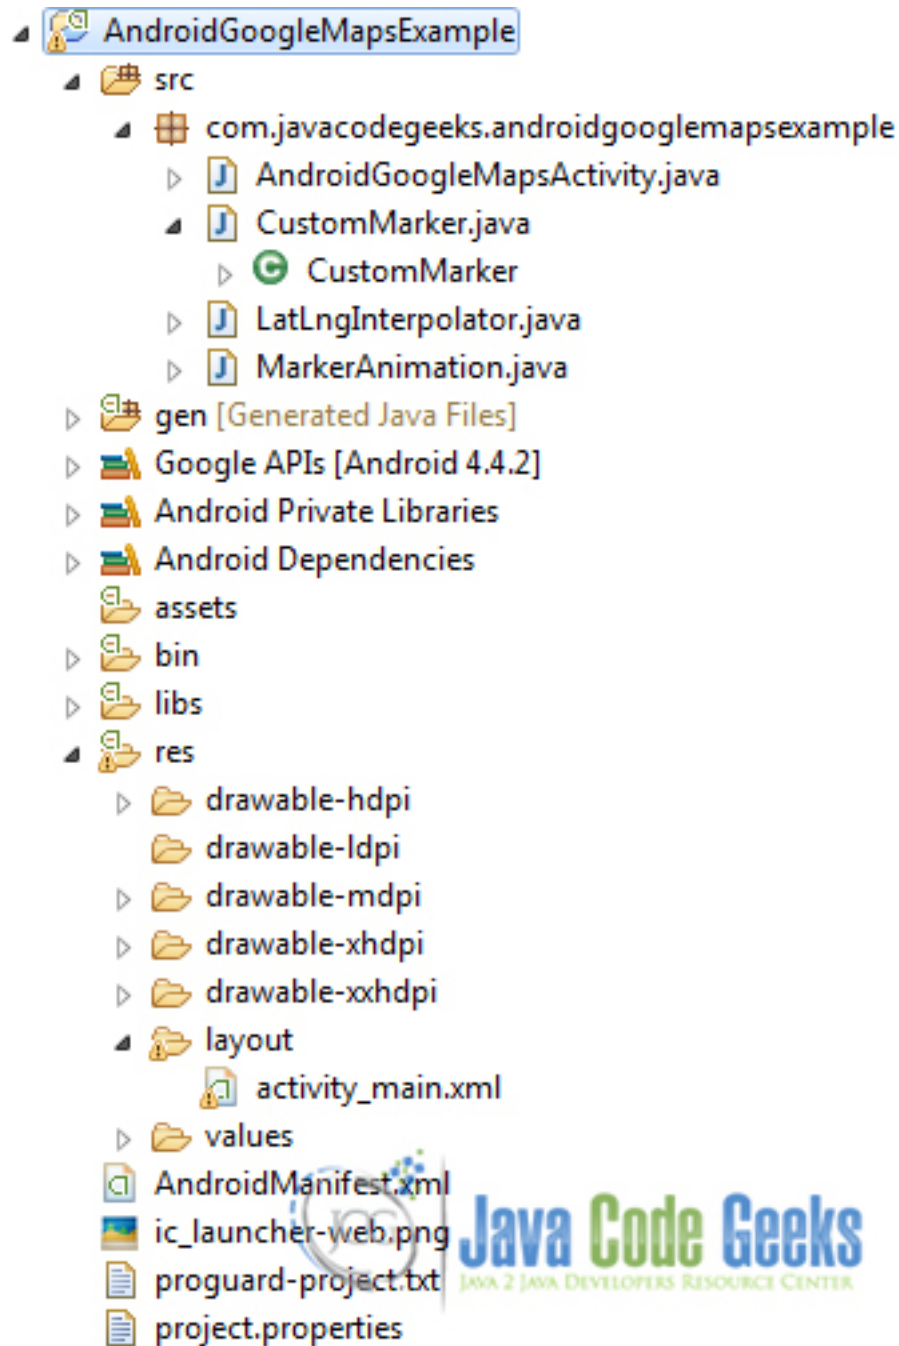 AndroidGoogleMapsExample
src
com.javacodegeeks.androidgooglemapsexample
AndroidGoogleMapsActivity.java
CustomMarker.java
CustomMarker
LatLngInterpolator.java
MarkerAnimation.java
gen [Generated Java Files]
Google APIs [Android 4.4.2]
Android Private Libraries
Android Dependencies
assets
bin
libs
res
drawable-hdpi
drawable-ldpi
drawable-mdpi
drawable-xhdpi
drawable-xxhdpi
layout
activity_main.xml
values
AndroidManifest.xml
ic_launcher-web.png
proguard-project.txt
project.properties
JCG
Java Code Geeks
JAVA 2 JAVA DEVELOPERS RESOURCE CENTER